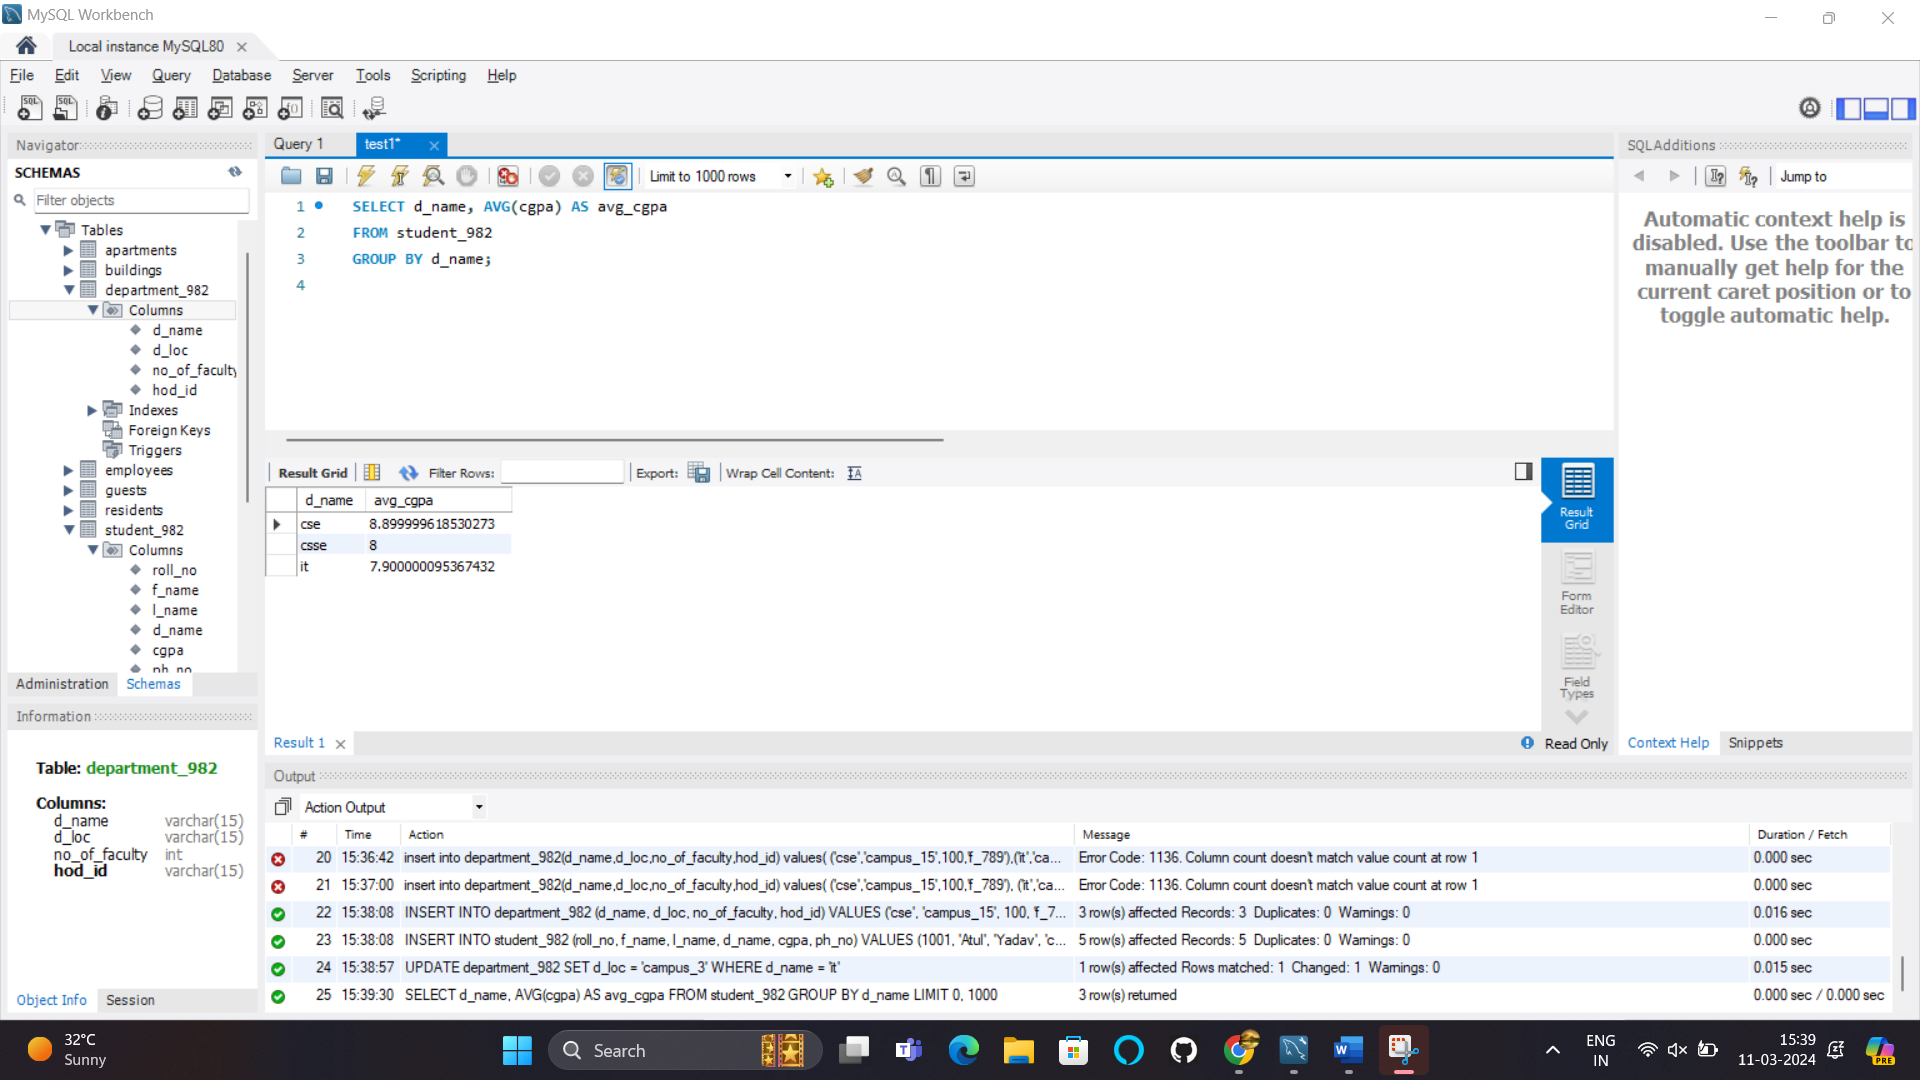 MySQL Workbench
Local instance MySQL80
File Edit View Query Database Server Tools Scripting Help
Navigator
SCHEMAS
Filter objects
Tables
apartments
buildings
department_982
Columns
d_name
d_loc
no_of_faculty
hod_id
Indexes
Foreign Keys
Triggers
employees
guests
residents
student_982
Columns
roll_no
f_name
l_name
d_name
cgpa
ph_no
Administration Schemas
Information
Table: department_982
Columns:
d_name varchar(15)
d_loc varchar(15)
no_of_faculty int
hod_id varchar(15)
Object Info Session
Query 1 test1*
Limit to 1000 rows
1 SELECT d_name, AVG(cgpa) AS avg_cgpa
2 FROM student_982
3 GROUP BY d_name;
4
Result Grid Filter Rows: Export: Wrap Cell Content:
d_name avg_cgpa
cse 8.899999618530273
csse 8
it 7.900000095367432
Result
Grid
Form
Editor
Field
Types
Result 1 Read Only
SQLAdditions
Jump to
Automatic context help is
disabled. Use the toolbar to
manually get help for the
current caret position or to
toggle automatic help.
Context Help Snippets
Output
Action Output
# Time Action Message Duration / Fetch
20 15:36:42 insert into department_982(d_name,d_loc,no_of_faculty,hod_id) values( ('cse','campus_15',100,'f_789'),('it','ca... Error Code: 1136. Column count doesn't match value count at row 1 0.000 sec
21 15:37:00 insert into department_982(d_name,d_loc,no_of_faculty,hod_id) values( ('cse','campus_15',100,'f_789'), ('it','ca... Error Code: 1136. Column count doesn't match value count at row 1 0.000 sec
22 15:38:08 INSERT INTO department_982 (d_name, d_loc, no_of_faculty, hod_id) VALUES ('cse', 'campus_15', 100, 'f_7... 3 row(s) affected Records: 3 Duplicates: 0 Warnings: 0 0.016 sec
23 15:38:08 INSERT INTO student_982 (roll_no, f_name, l_name, d_name, cgpa, ph_no) VALUES (1001, 'Atul', 'Yadav', 'c... 5 row(s) affected Records: 5 Duplicates: 0 Warnings: 0 0.000 sec
24 15:38:57 UPDATE department_982 SET d_loc = 'campus_3' WHERE d_name = 'it' 1 row(s) affected Rows matched: 1 Changed: 1 Warnings: 0 0.015 sec
25 15:39:30 SELECT d_name, AVG(cgpa) AS avg_cgpa FROM student_982 GROUP BY d_name LIMIT 0, 1000 3 row(s) returned 0.000 sec / 0.000 sec
32°C
Sunny
Search
ENG
IN
15:39
11-03-2024
PRE